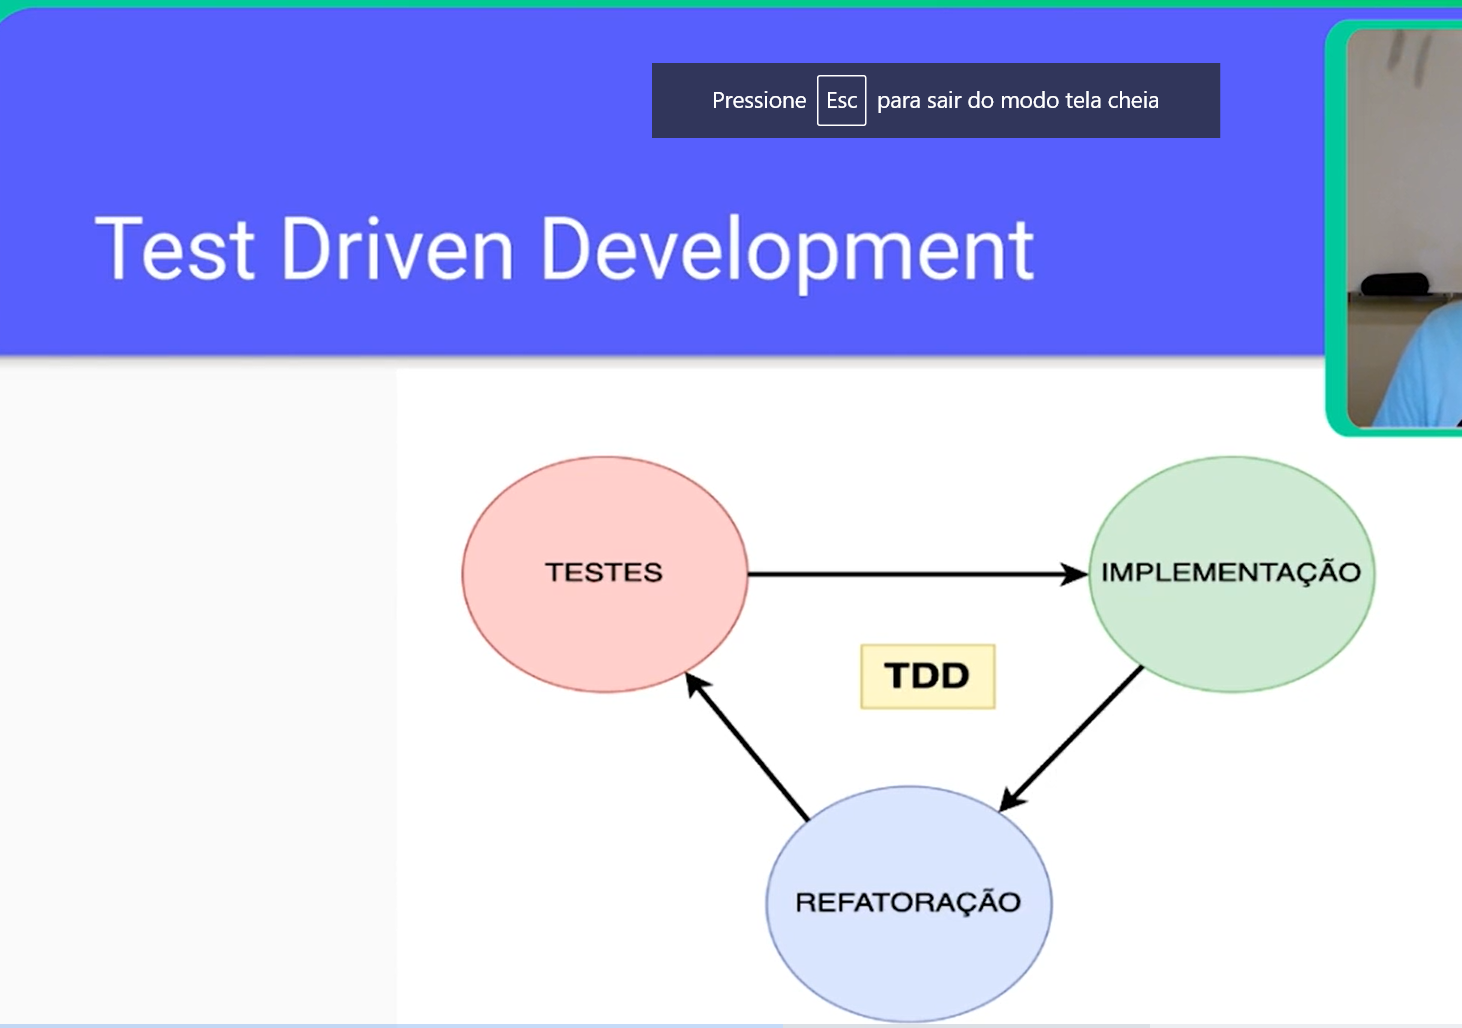 Pressione Esc para sair do modo tela cheia
Test Driven Development
TESTES
IMPLEMENTAÇÃO
TDD
REFATORAÇÃO